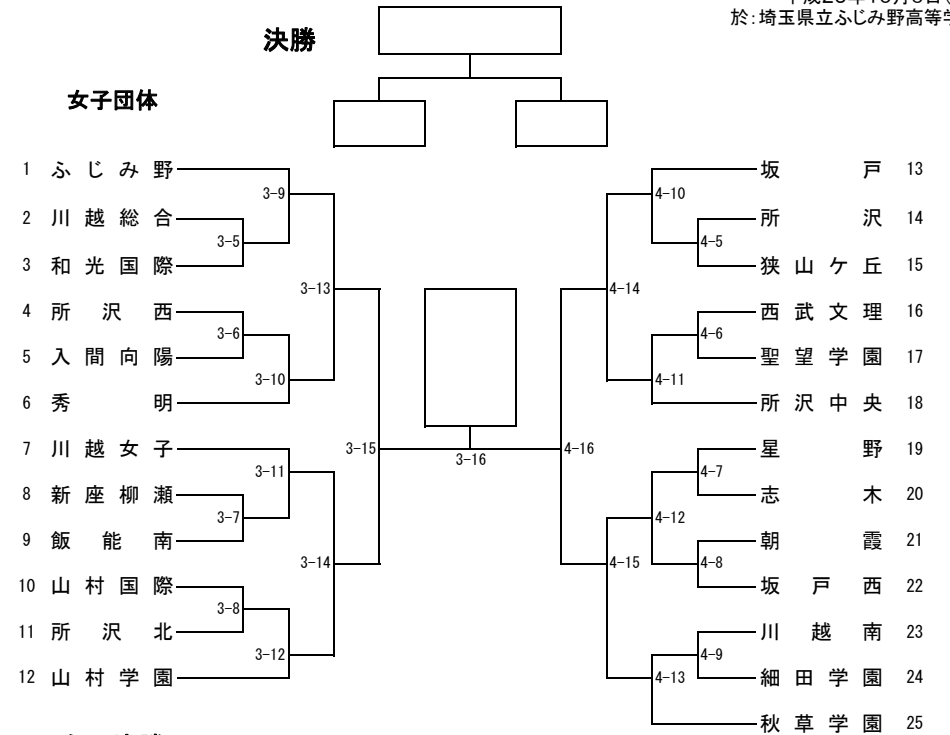 於:埼玉県立ふじみ野高等学
決勝
女子団体
1 ふじみ野
2 川越総合
3 和光国際
4 所沢西
5 入間向陽
6 秀明
7 川越女子
8 新座柳瀬
9 飯能南
10 山村国際
11 所沢北
12 山村学園
3-9
3-5
3-13
3-6
3-10
3-15
3-11
3-7
3-14
3-8
3-12
3-16
4-16
4-10
4-5
4-14
4-6
4-11
4-7
4-12
4-15
4-8
4-9
4-13
坂戸 13
所沢 14
狭山ケ丘 15
西武文理 16
聖望学園 17
所沢中央 18
星野 19
志木 20
朝霞 21
坂戸西 22
川越南 23
細田学園 24
秋草学園 25